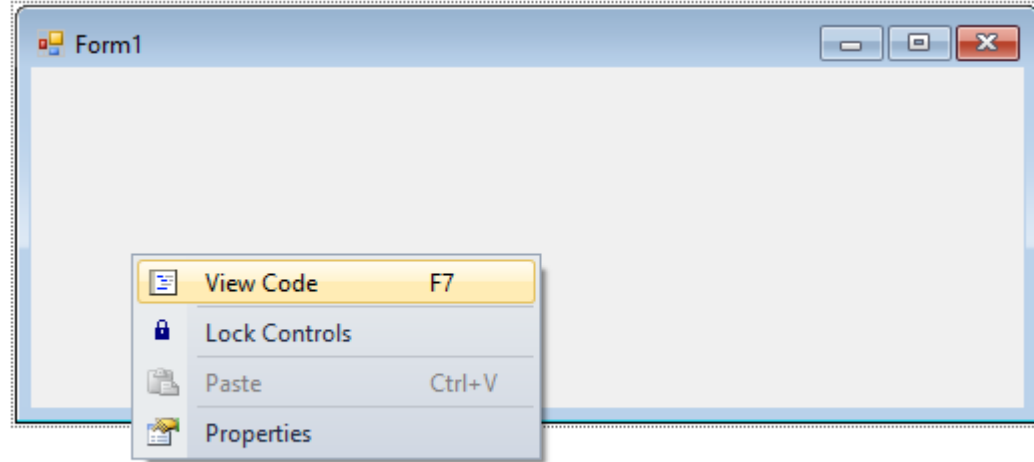 Form1
View Code F7
Lock Controls
Paste Ctrl+V
Properties